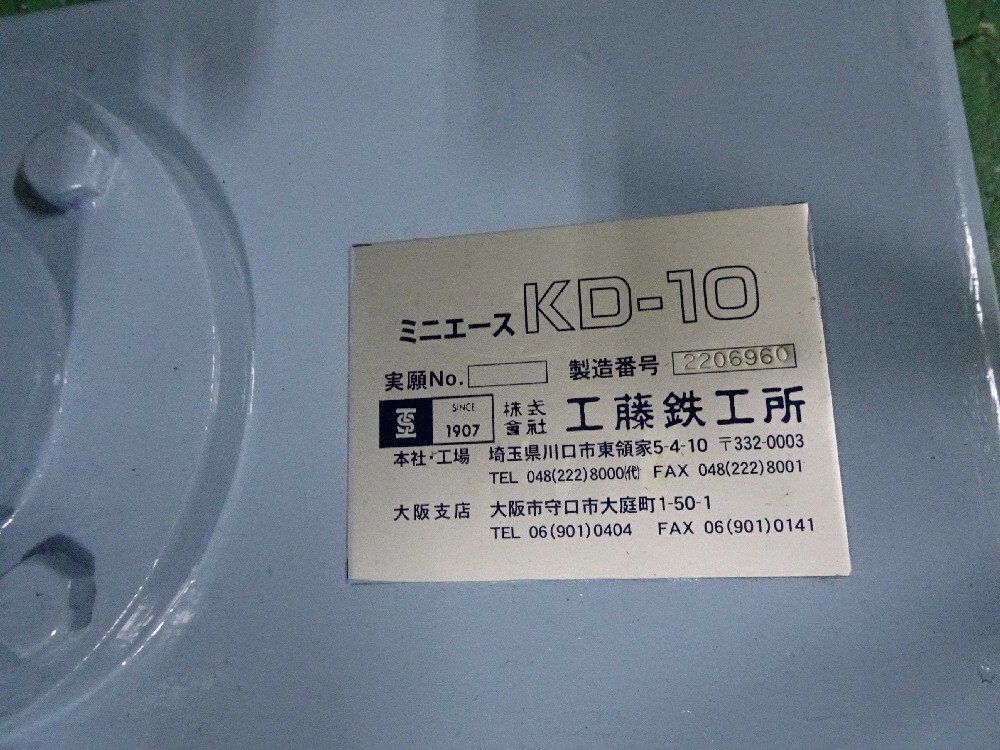 ミニエース KD-10
実願No. 製造番号 2206960
SINCE 1907 株式會社 工藤鉄工所
本社・工場 埼玉県川口市東領家5-4-10 〒332-0003
TEL 048(222)8000㈹ FAX 048(222)8001
大阪支店 大阪市守口市大庭町1-50-1
TEL 06(901)0404 FAX 06(901)0141